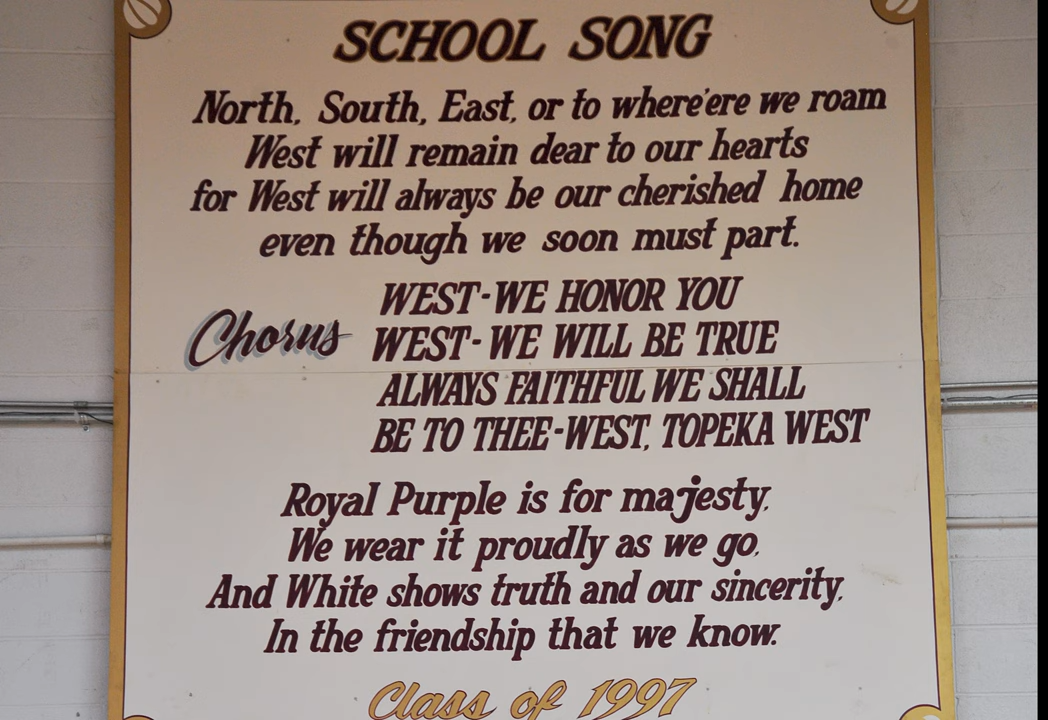 SCHOOL SONG
North, South, East, or to where'ere we roam
West will remain dear to our hearts
for West will always be our cherished home
even though we soon must part.
Chorus
WEST-WE HONOR YOU
WEST-WE WILL BE TRUE
ALWAYS FAITHFUL WE SHALL
BE TO THEE-WEST, TOPEKA WEST
Royal Purple is for majesty,
We wear it proudly as we go,
And White shows truth and our sincerity,
In the friendship that we know.
Class of 1997